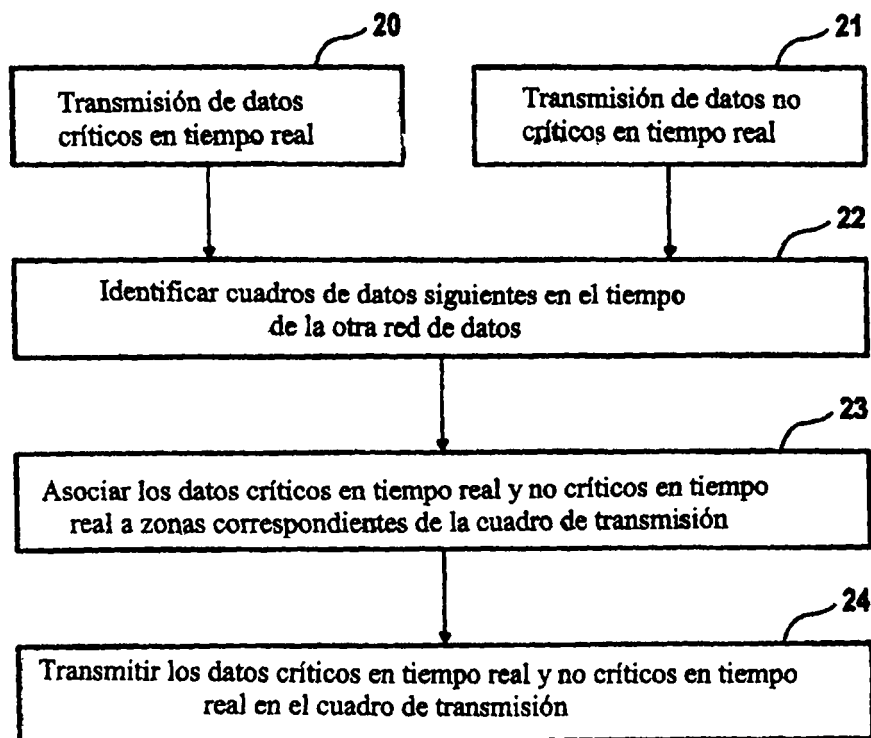 20
21
Transmisión de datos
críticos en tiempo real
Transmisión de datos no
críticos en tiempo real
22
Identificar cuadros de datos siguientes en el tiempo
de la otra red de datos
23
Asociar los datos críticos en tiempo real y no críticos en tiempo
real a zonas correspondientes de la cuadro de transmisión
24
Transmitir los datos críticos en tiempo real y no críticos en tiempo
real en el cuadro de transmisión